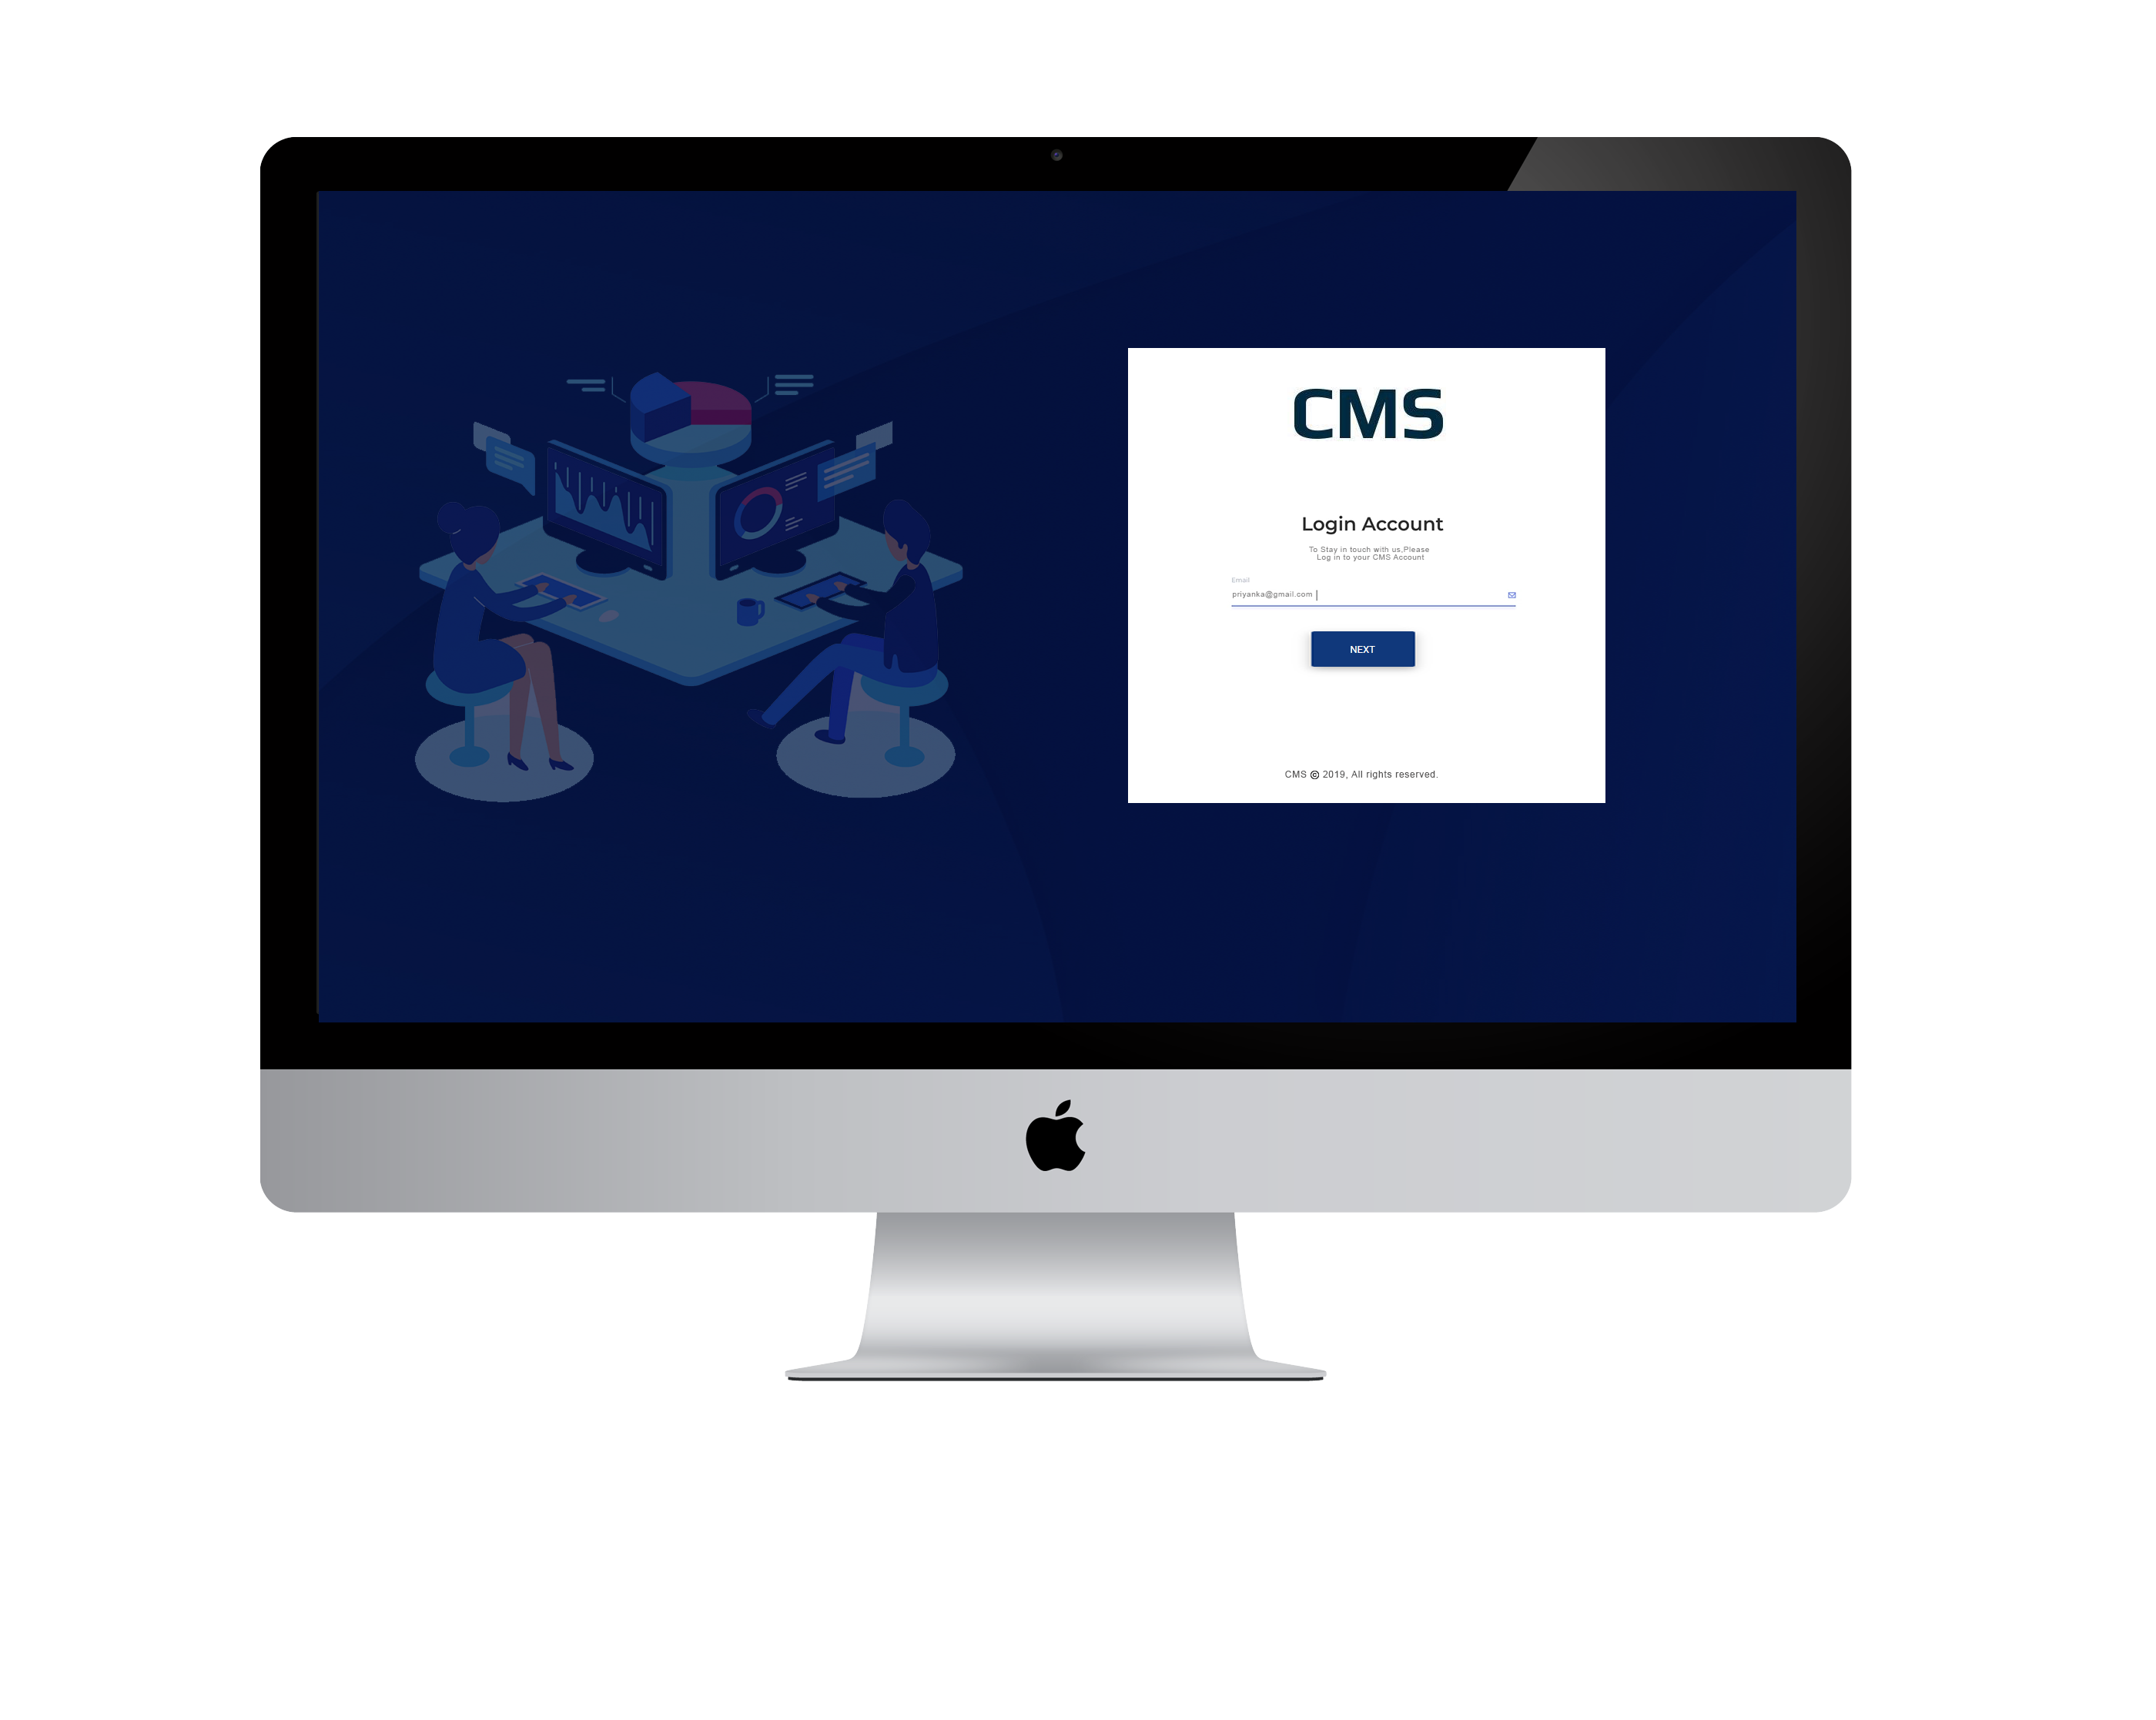 CMS
Login Account
To Stay in touch with us,Please
Log in to your CMS Account
Email
priyanka@gmail.com
NEXT
CMS © 2019, All rights reserved.